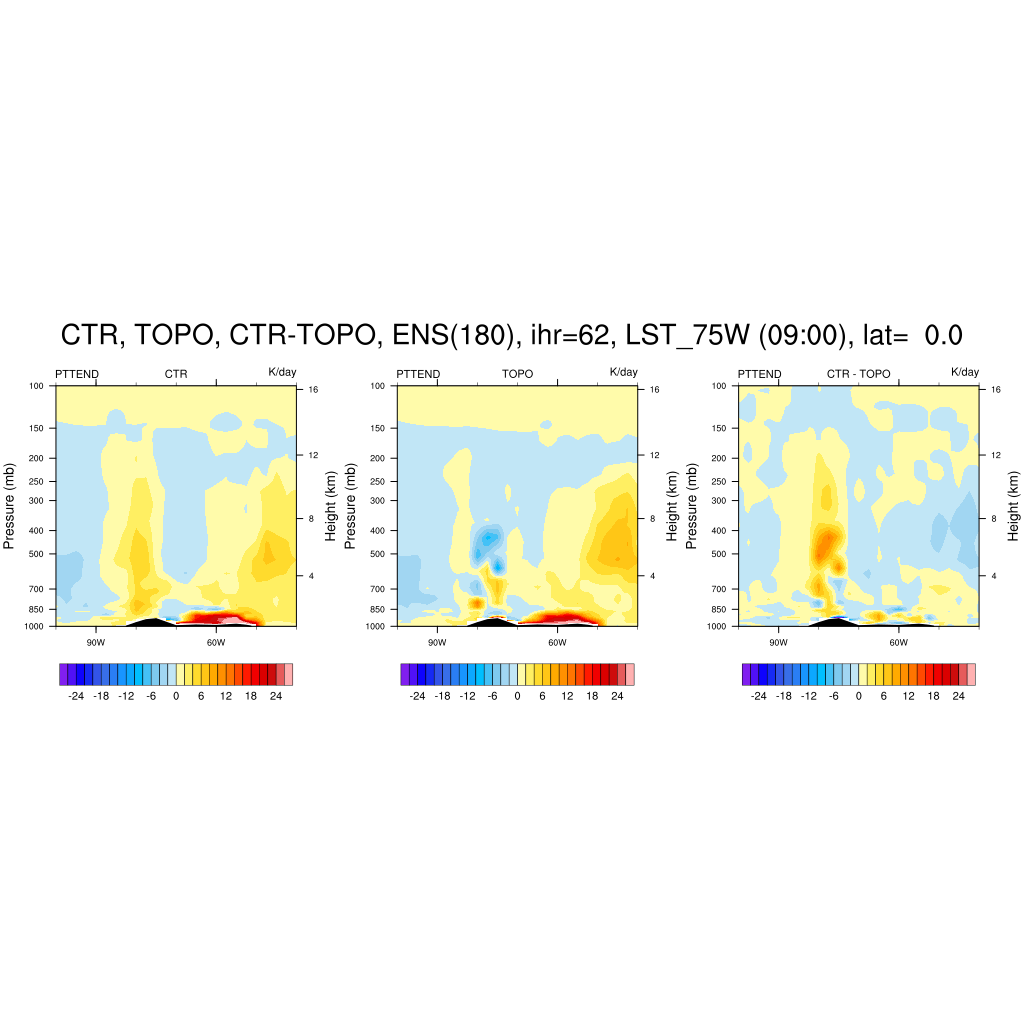 CTR, TOPO, CTR-TOPO, ENS(180), ihr=62, LST_75W (09:00), lat= 0.0
PTTEND CTR K/day
100
150
200
250
300
400
500
700
850
1000
Pressure (mb)
16
12
8
4
Height (km)
90W 60W
-24 -18 -12 -6 0 6 12 18 24
PTTEND TOPO K/day
100
150
200
250
300
400
500
700
850
1000
Pressure (mb)
16
12
8
4
Height (km)
90W 60W
-24 -18 -12 -6 0 6 12 18 24
PTTEND CTR - TOPO K/day
100
150
200
250
300
400
500
700
850
1000
Pressure (mb)
16
12
8
4
Height (km)
90W 60W
-24 -18 -12 -6 0 6 12 18 24